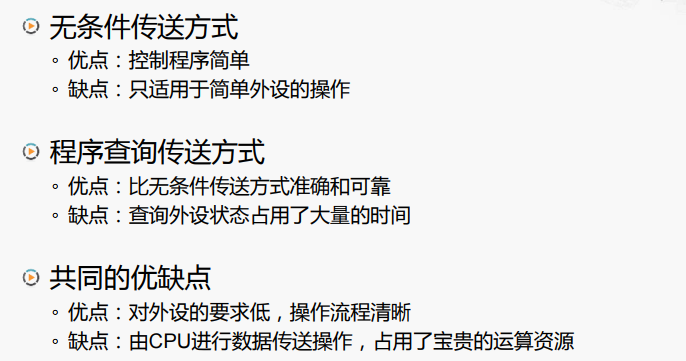 无条件传送方式
优点：控制程序简单
缺点：只适用于简单外设的操作
程序查询传送方式
优点：比无条件传送方式准确和可靠
缺点：查询外设状态占用了大量的时间
共同的优缺点
优点：对外设的要求低，操作流程清晰
缺点：由CPU进行数据传送操作，占用了宝贵的运算资源